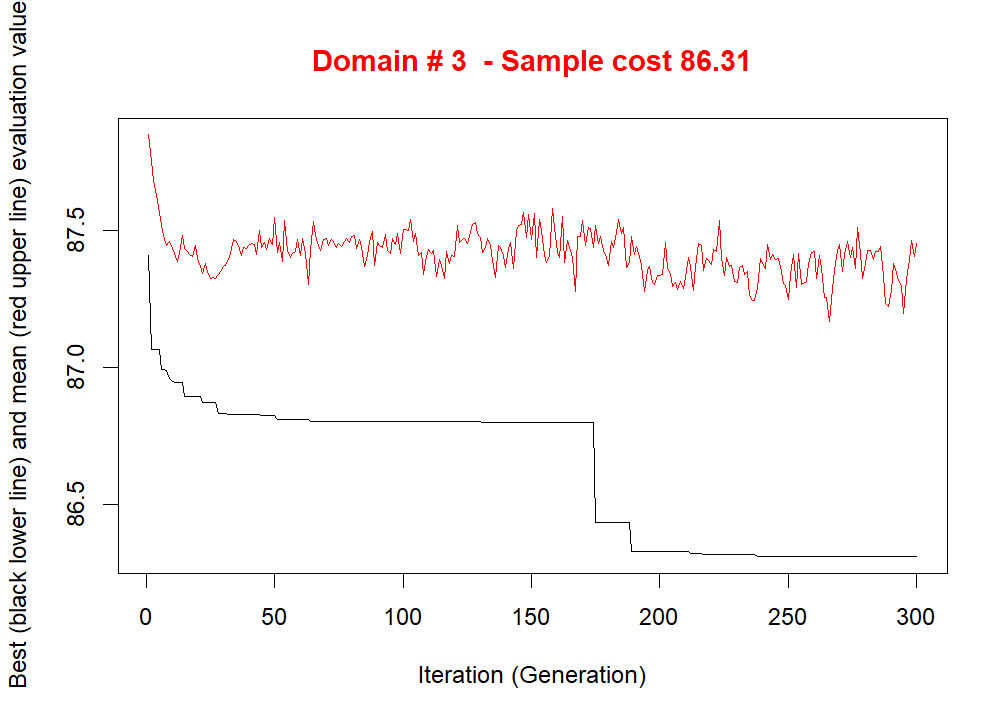 Domain # 3  - Sample cost 86.31
Best (black lower line) and mean (red upper line) evaluation value
87.5
87.0
86.5
0 50 100 150 200 250 300
Iteration (Generation)